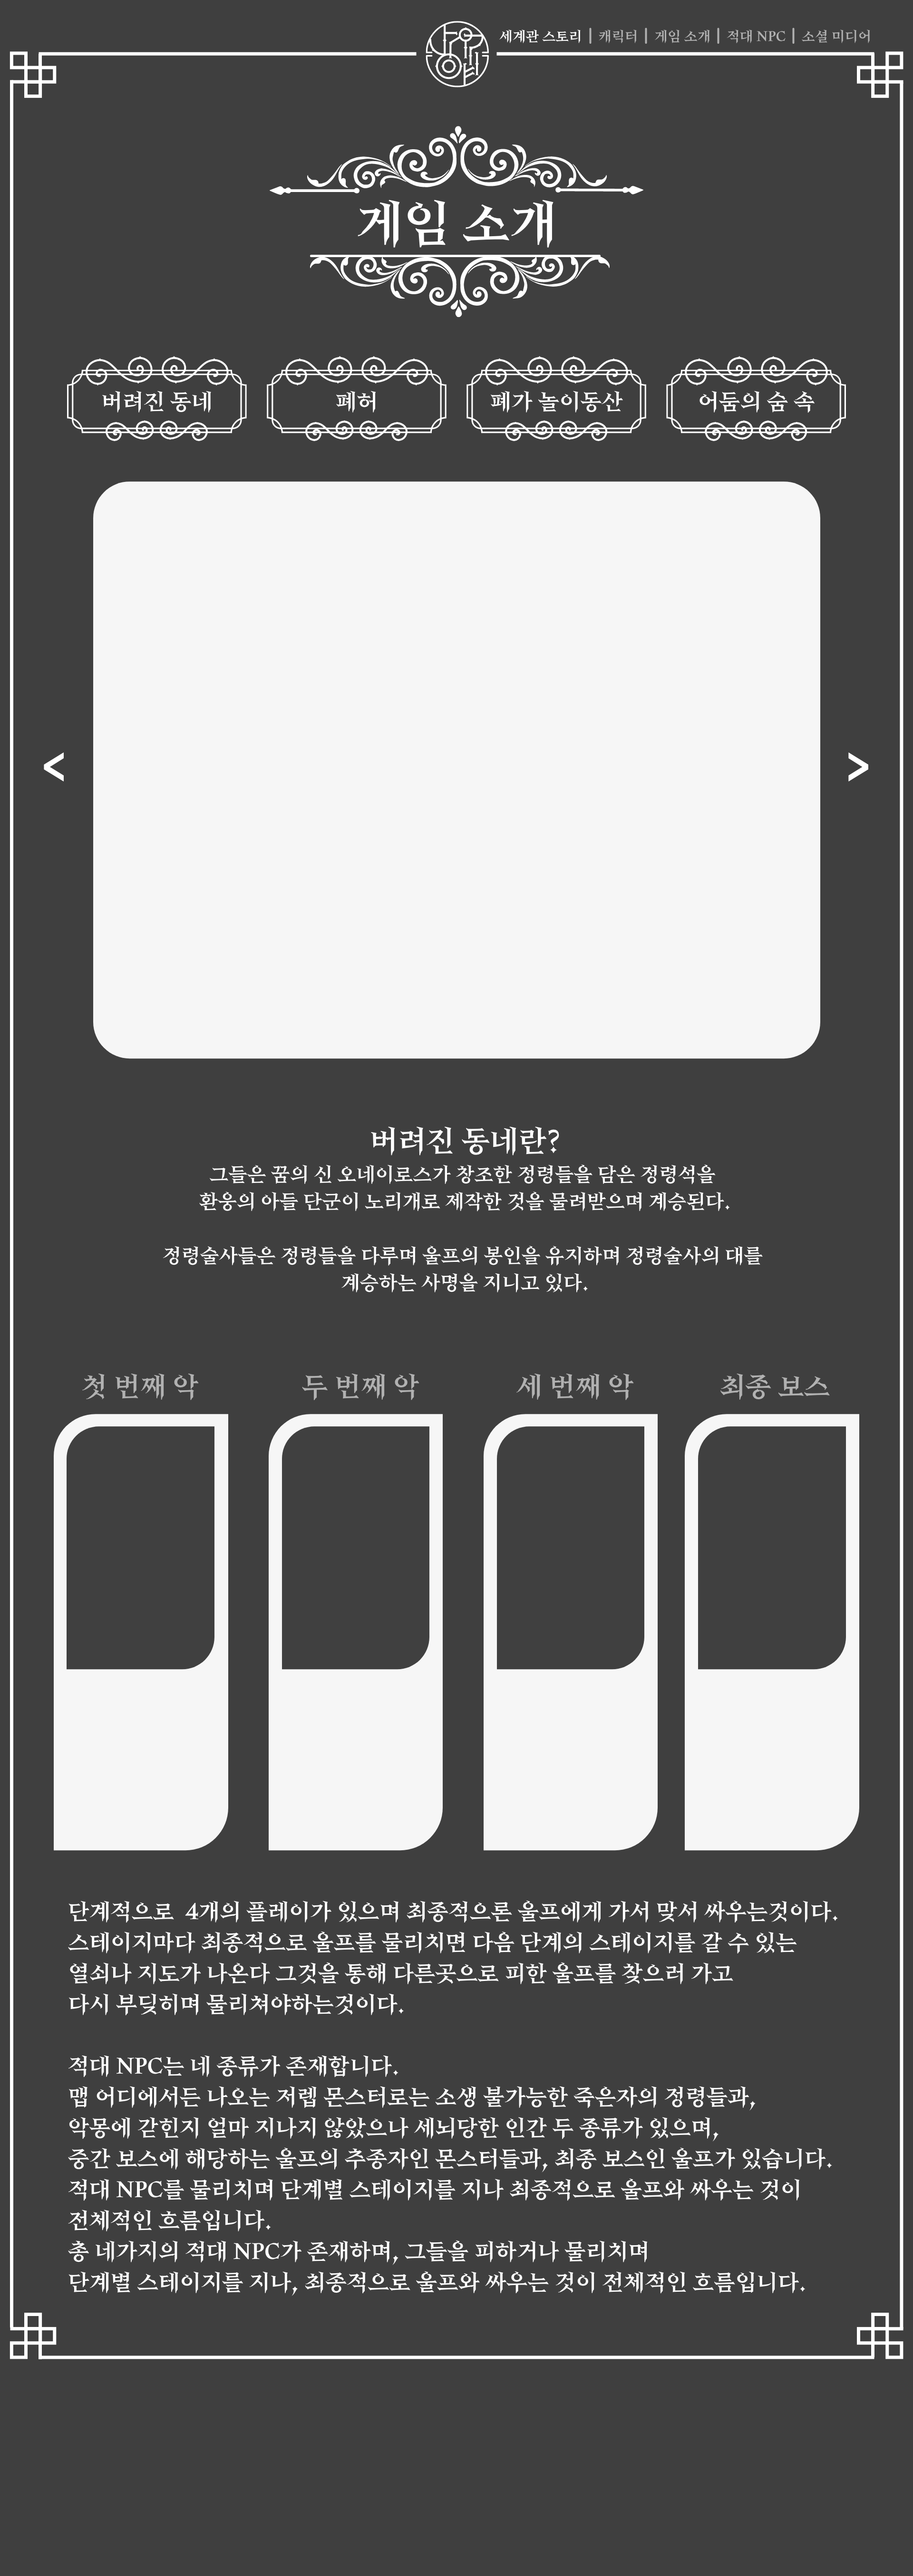 세계관 스토리 | 캐릭터 | 게임 소개 | 적대 NPC | 소셜 미디어
게임 소개
버려진 동네
폐허
폐가 놀이동산
어둠의 숲 속
<
>
버려진 동네란?
그들은 꿈의 신 오네이로스가 창조한 정령들을 담은 정령석을
환웅의 아들 단군이 노리개로 제작한 것을 물려받으며 계승된다.
정령술사들은 정령들을 다루며 울프의 봉인을 유지하며 정령술사의 대를
계승하는 사명을 지니고 있다.
첫 번째 악
두 번째 악
세 번째 악
최종 보스
단계적으로  4개의 플레이가 있으며 최종적으론 울프에게 가서 맞서 싸우는것이다.
스테이지마다 최종적으로 울프를 물리치면 다음 단계의 스테이지를 갈 수 있는
열쇠나 지도가 나온다 그것을 통해 다른곳으로 피한 울프를 찾으러 가고
다시 부딪히며 물리쳐야하는것이다.
적대 NPC는 네 종류가 존재합니다.
맵 어디에서든 나오는 저렙 몬스터로는 소생 불가능한 죽은자의 정령들과,
악몽에 갇힌지 얼마 지나지 않았으나 세뇌당한 인간 두 종류가 있으며,
중간 보스에 해당하는 울프의 추종자인 몬스터들과, 최종 보스인 울프가 있습니다.
적대 NPC를 물리치며 단계별 스테이지를 지나 최종적으로 울프와 싸우는 것이
전체적인 흐름입니다.
총 네가지의 적대 NPC가 존재하며, 그들을 피하거나 물리치며
단계별 스테이지를 지나, 최종적으로 울프와 싸우는 것이 전체적인 흐름입니다.